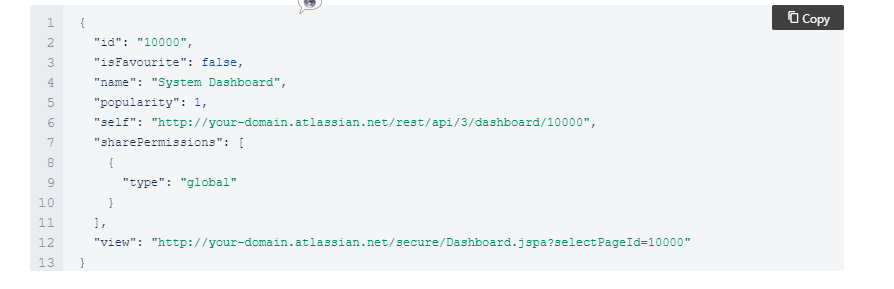 Copy
1 {
2 "id": "10000",
3 "isFavourite": false,
4 "name": "System Dashboard",
5 "popularity": 1,
6 "self": "http://your-domain.atlassian.net/rest/api/3/dashboard/10000",
7 "sharePermissions": [
8 {
9 "type": "global"
10 }
11 ],
12 "view": "http://your-domain.atlassian.net/secure/Dashboard.jspa?selectPageId=10000"
13 }